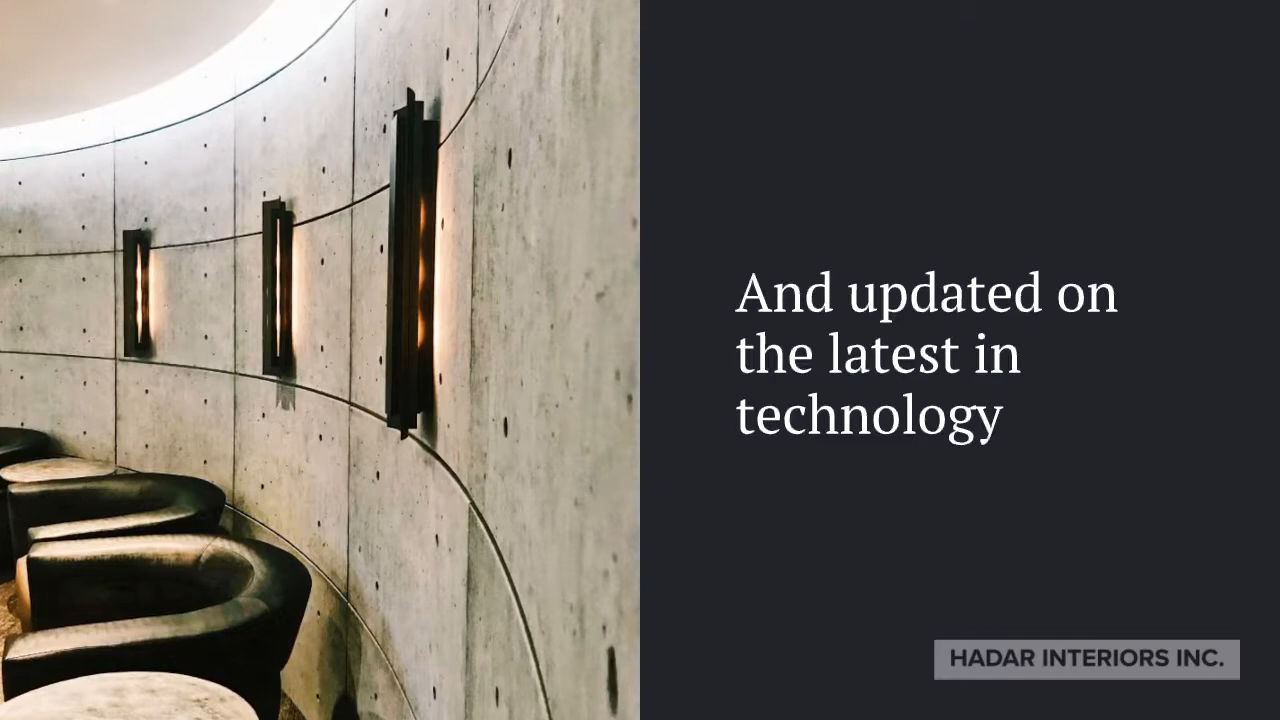 And updated on
the latest in
technology
HADAR INTERIORS INC.